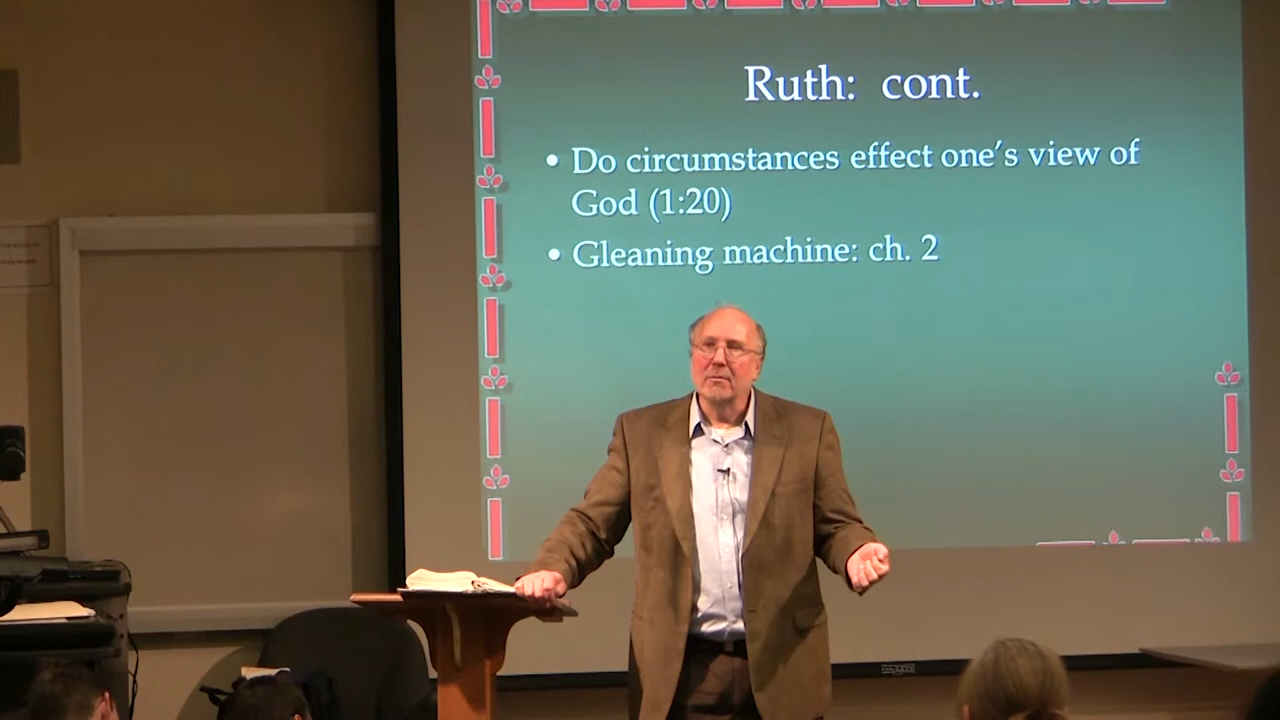 Ruth:  cont.
• Do circumstances effect one's view of
God (1:20)
• Gleaning machine: ch. 2